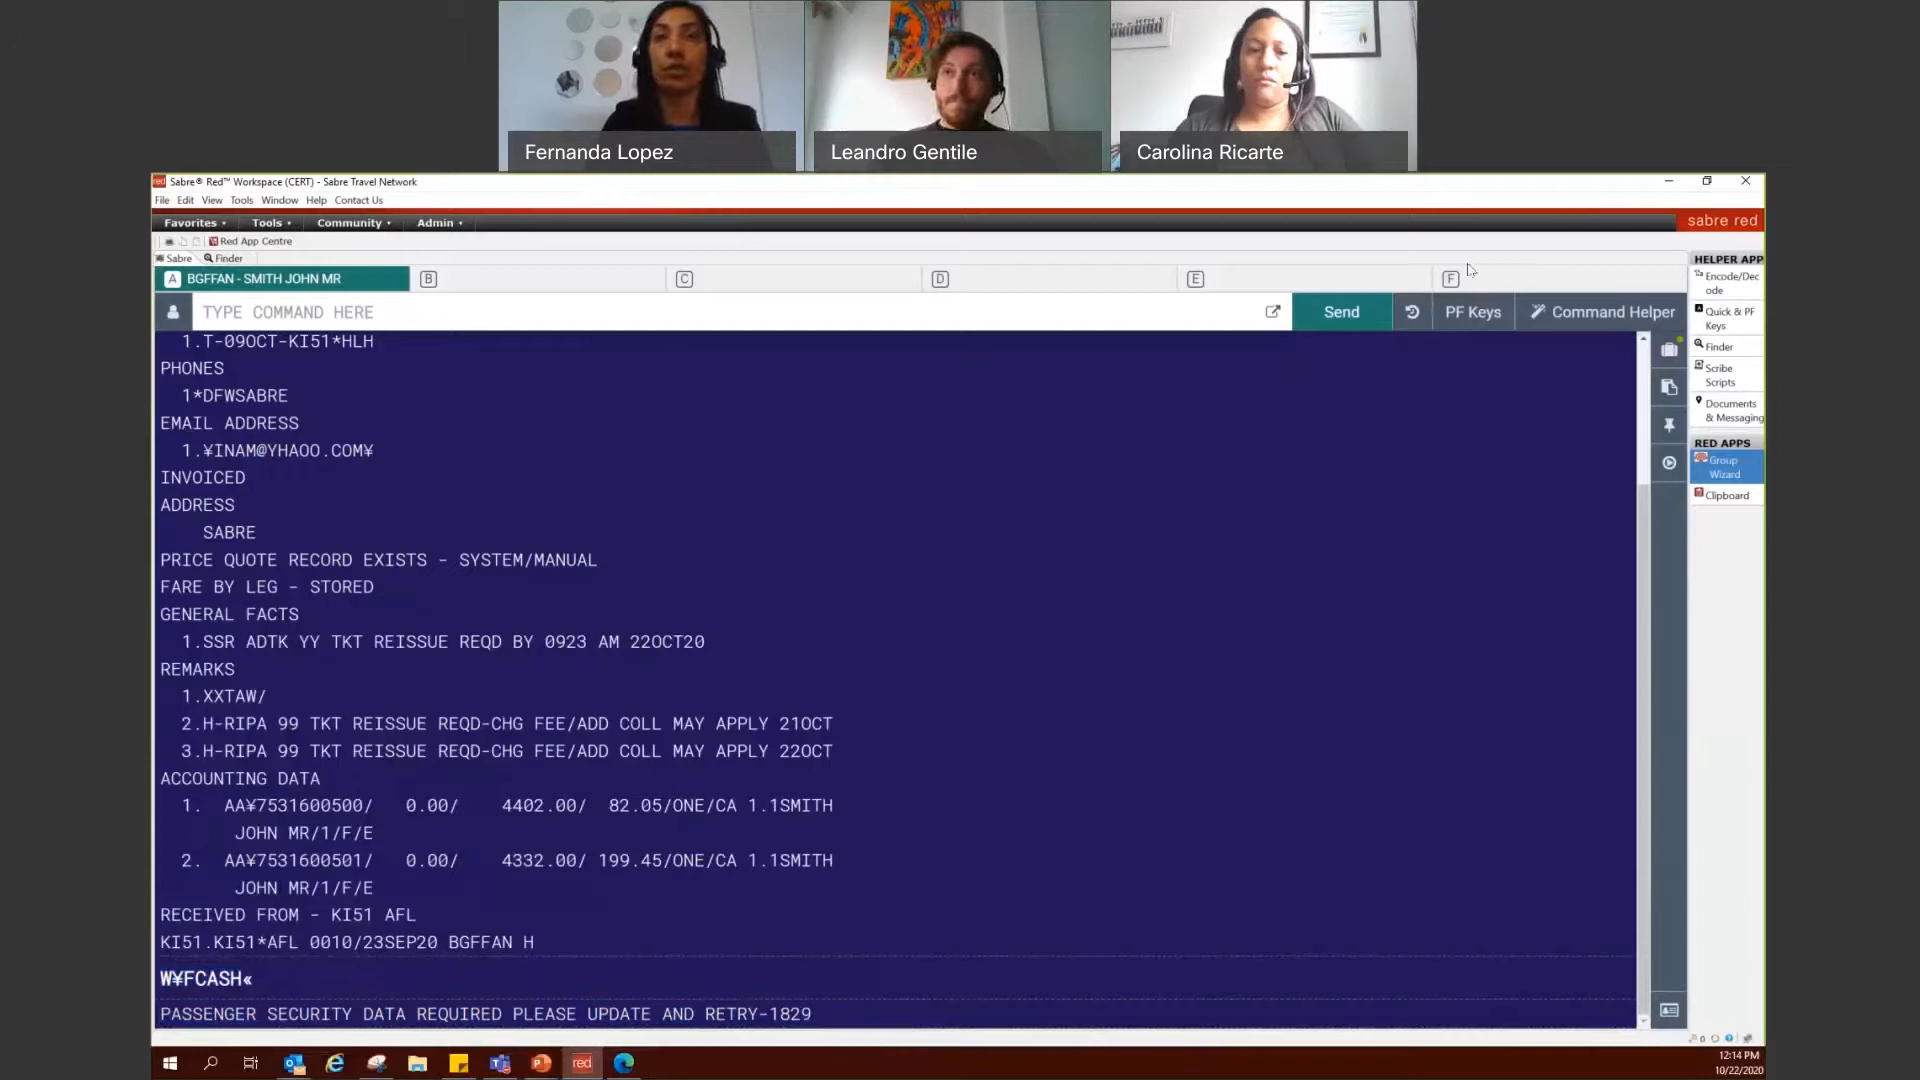 Fernanda Lopez
Leandro Gentile
Carolina Ricarte
red Sabre® Red™ Workspace (CERT) - Sabre Travel Network
File Edit View Tools Window Help Contact Us
Favorites Tools Community Admin
sabre red
Red App Centre
Sabre Finder
A BGFFAN - SMITH JOHN MR B C D E F
TYPE COMMAND HERE Send PF Keys Command Helper
1.T-09OCT-KI51*HLH
PHONES
1*DFWSABRE
EMAIL ADDRESS
1.¥INAM@YHAOO.COM¥
INVOICED
ADDRESS
SABRE
PRICE QUOTE RECORD EXISTS - SYSTEM/MANUAL
FARE BY LEG - STORED
GENERAL FACTS
1.SSR ADTK YY TKT REISSUE REQD BY 0923 AM 22OCT20
REMARKS
1.XXTAW/
2.H-RIPA 99 TKT REISSUE REQD-CHG FEE/ADD COLL MAY APPLY 21OCT
3.H-RIPA 99 TKT REISSUE REQD-CHG FEE/ADD COLL MAY APPLY 22OCT
ACCOUNTING DATA
1. AA¥7531600500/ 0.00/ 4402.00/ 82.05/ONE/CA 1.1SMITH
JOHN MR/1/F/E
2. AA¥7531600501/ 0.00/ 4332.00/ 199.45/ONE/CA 1.1SMITH
JOHN MR/1/F/E
RECEIVED FROM - KI51 AFL
KI51.KI51*AFL 0010/23SEP20 BGFFAN H
W¥FCASH«
PASSENGER SECURITY DATA REQUIRED PLEASE UPDATE AND RETRY-1829
HELPER APP
Encode/Dec
ode
Quick & PF
Keys
Finder
Scribe
Scripts
Documents
& Messaging
RED APPS
Group
Wizard
Clipboard
red
12:14 PM
10/22/2020